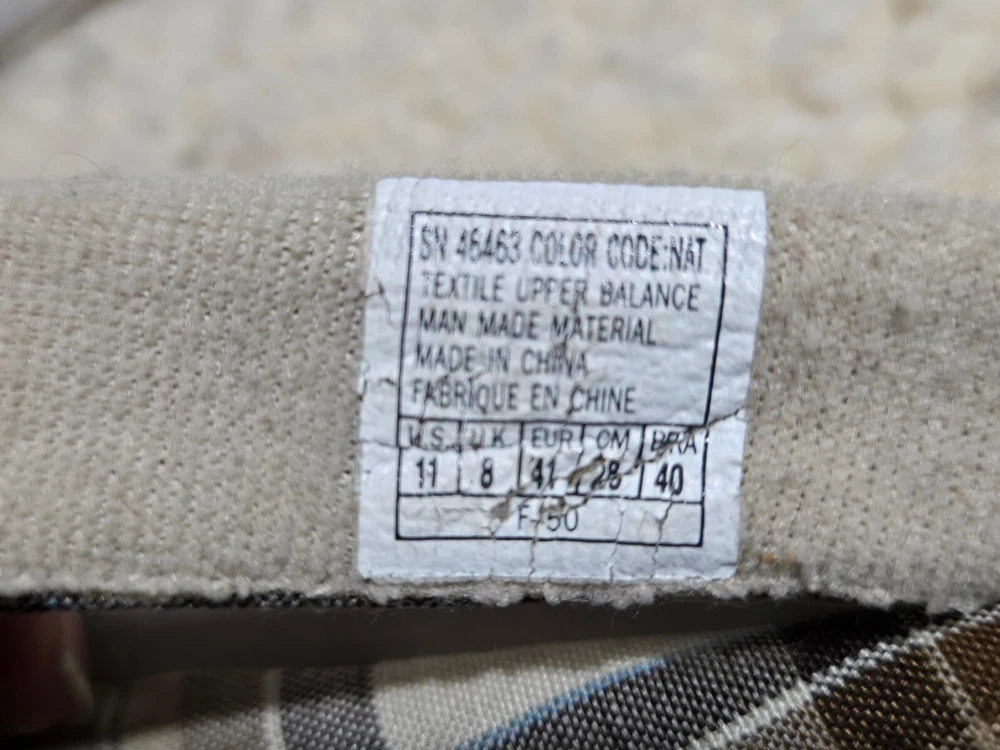 SN 46463 COLOR CODE:NAT
TEXTILE UPPER BALANCE
MAN MADE MATERIAL
MADE IN CHINA
FABRIQUE EN CHINE
U.S. U.K EUR CM BRA
11 8 41 28 40
F-50